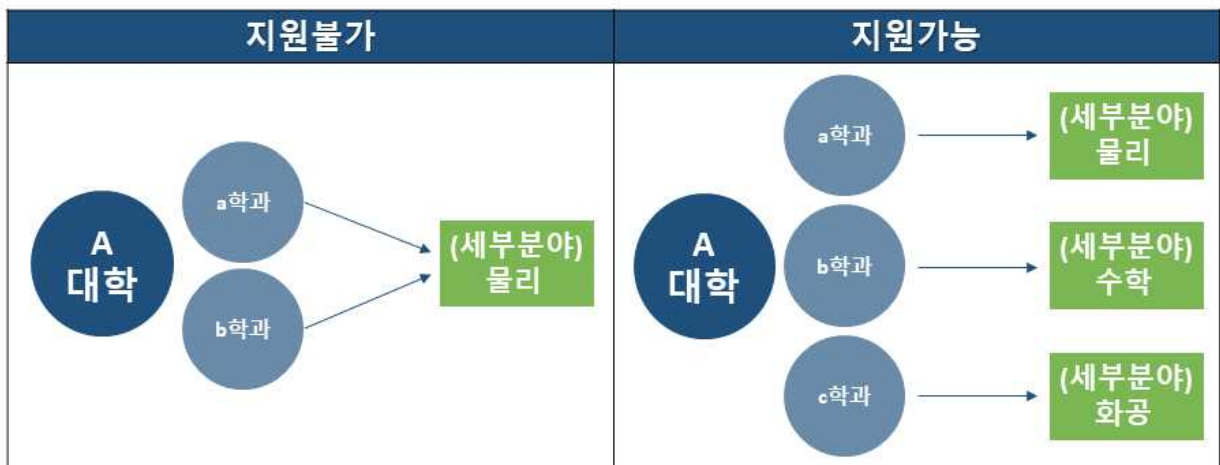 지원불가
지원가능
A
대학
a학과
b학과
(세부분야)
물리
A
대학
a학과
(세부분야)
물리
b학과
(세부분야)
수학
c학과
(세부분야)
화공